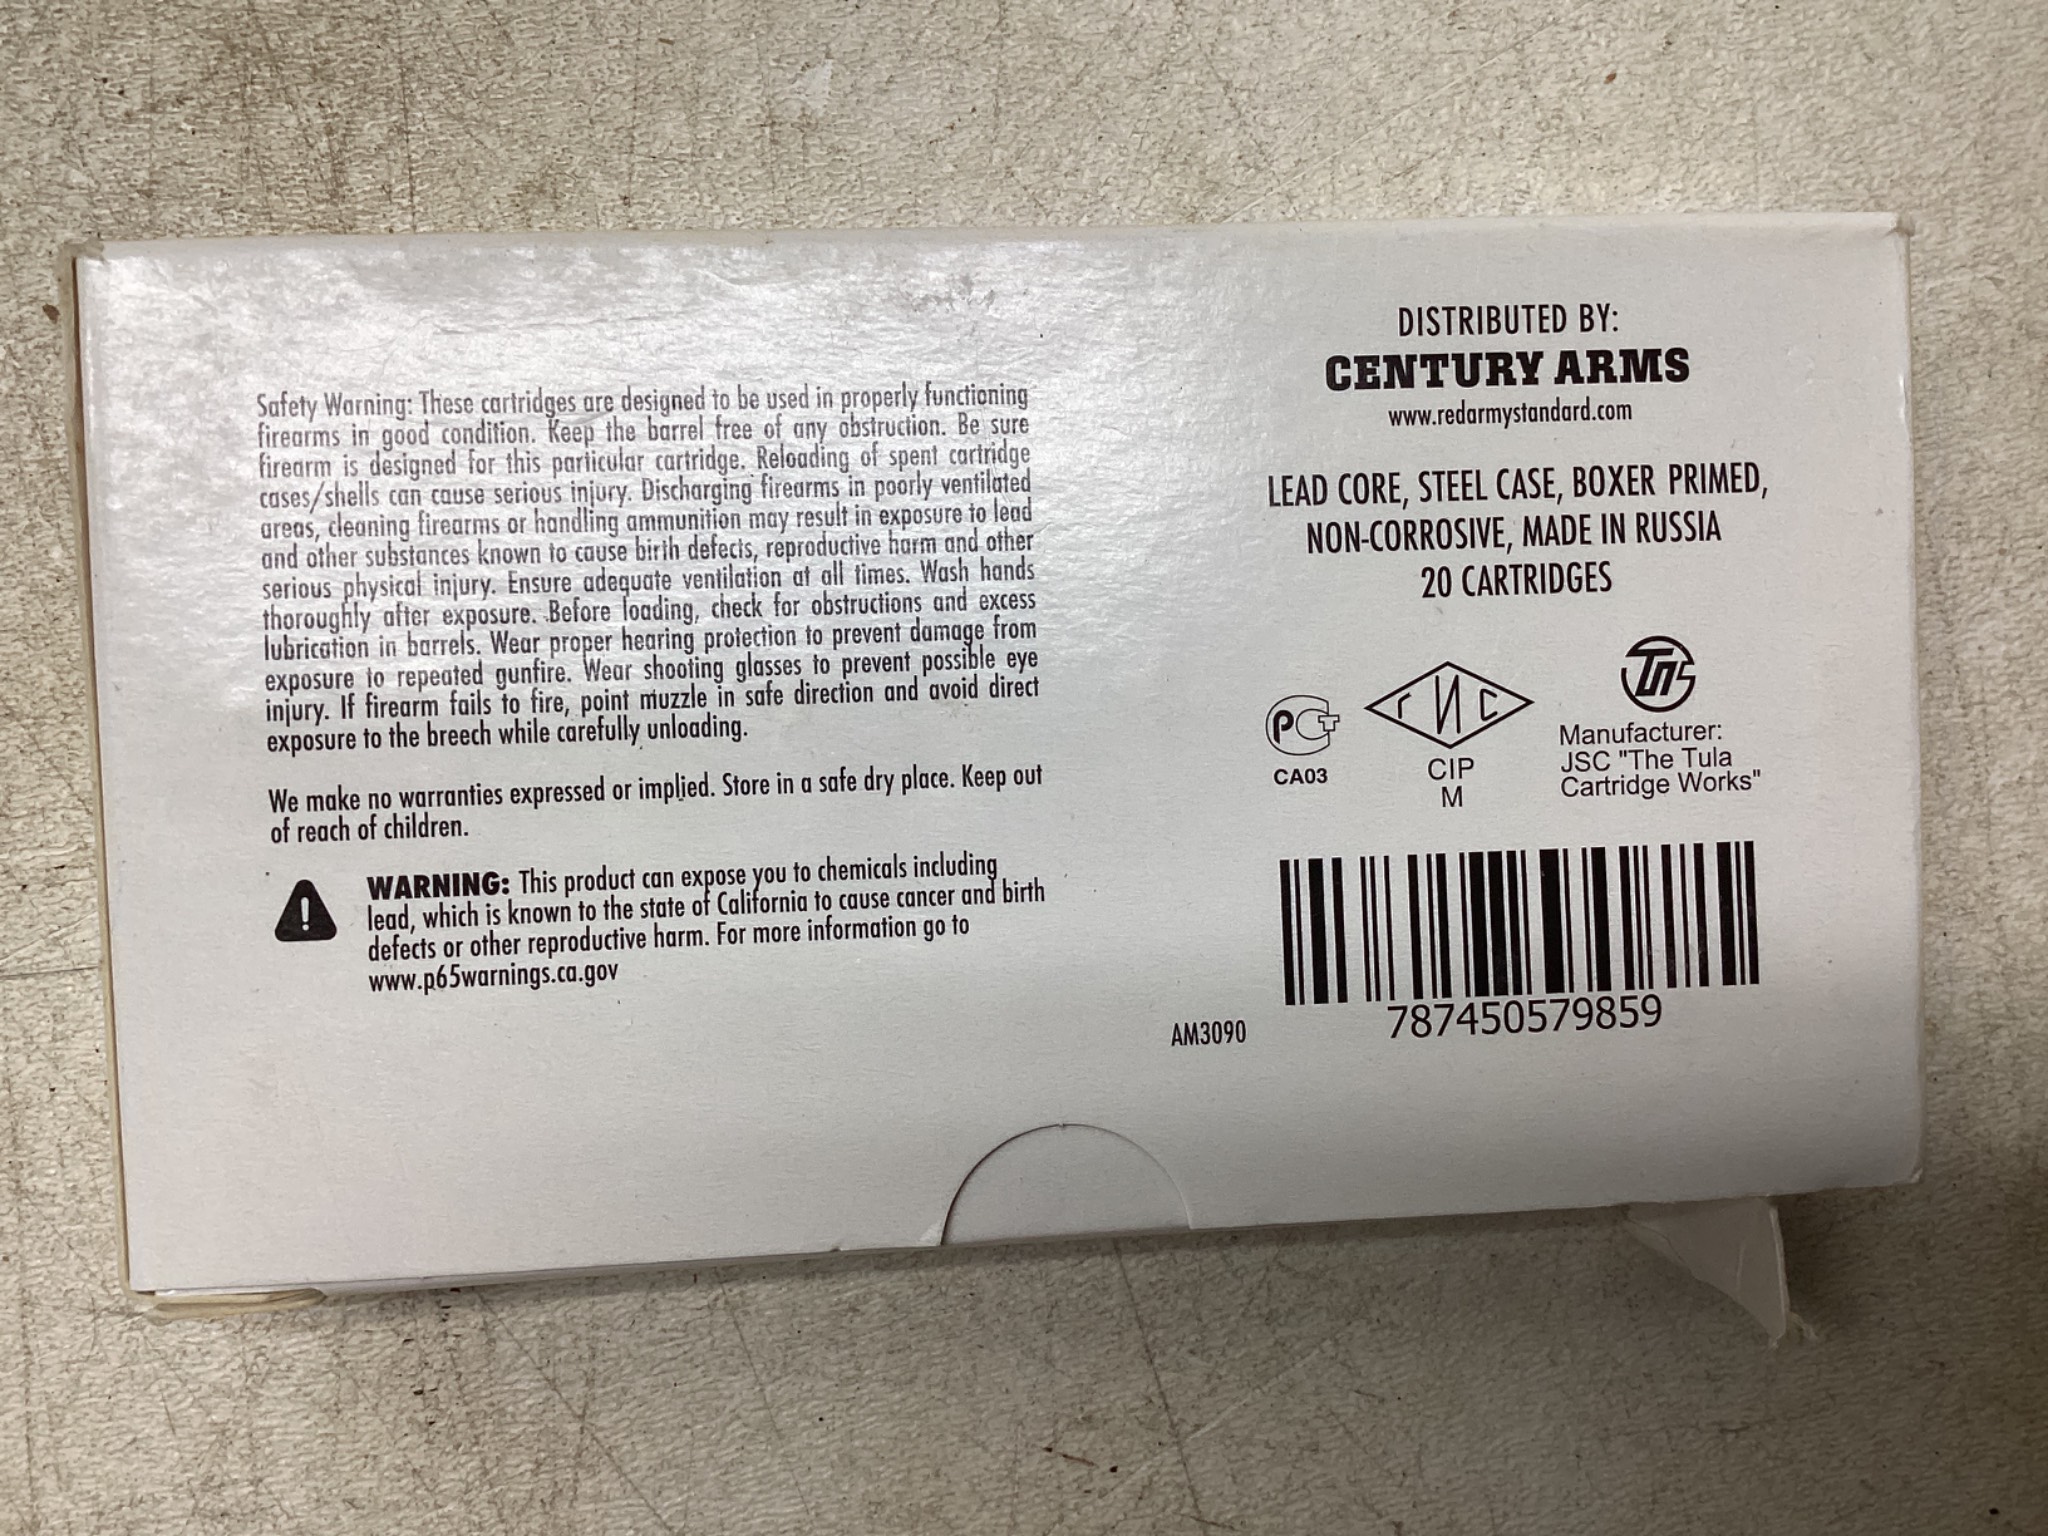 Safety Warning: These cartridges are designed to be used in properly functioning
firearms in good condition. Keep the barrel free of any obstruction. Be sure
firearm is designed for this particular cartridge. Reloading of spent cartridge
cases/shells can cause serious injury. Discharging firearms in poorly ventilated
areas, cleaning firearms or handling ammunition may result in exposure to lead
and other substances known to cause birth defects, reproductive harm and other
serious physical injury. Ensure adequate ventilation at all times. Wash hands
thoroughly after exposure. Before loading, check for obstructions and excess
lubrication in barrels. Wear proper hearing protection to prevent damage from
exposure to repeated gunfire. Wear shooting glasses to prevent possible eye
injury. If firearm fails to fire, point muzzle in safe direction and avoid direct
exposure to the breech while carefully unloading.
We make no warranties expressed or implied. Store in a safe dry place. Keep out
of reach of children.
WARNING: This product can expose you to chemicals including
lead, which is known to the state of California to cause cancer and birth
defects or other reproductive harm. For more information go to
www.p65warnings.ca.gov
DISTRIBUTED BY:
CENTURY ARMS
www.redarmystandard.com
LEAD CORE, STEEL CASE, BOXER PRIMED,
NON-CORROSIVE, MADE IN RUSSIA
20 CARTRIDGES
РСТ
CA03
ГИС
CIP
M
ТПЗ
Manufacturer:
JSC "The Tula
Cartridge Works"
AM3090
787450579859